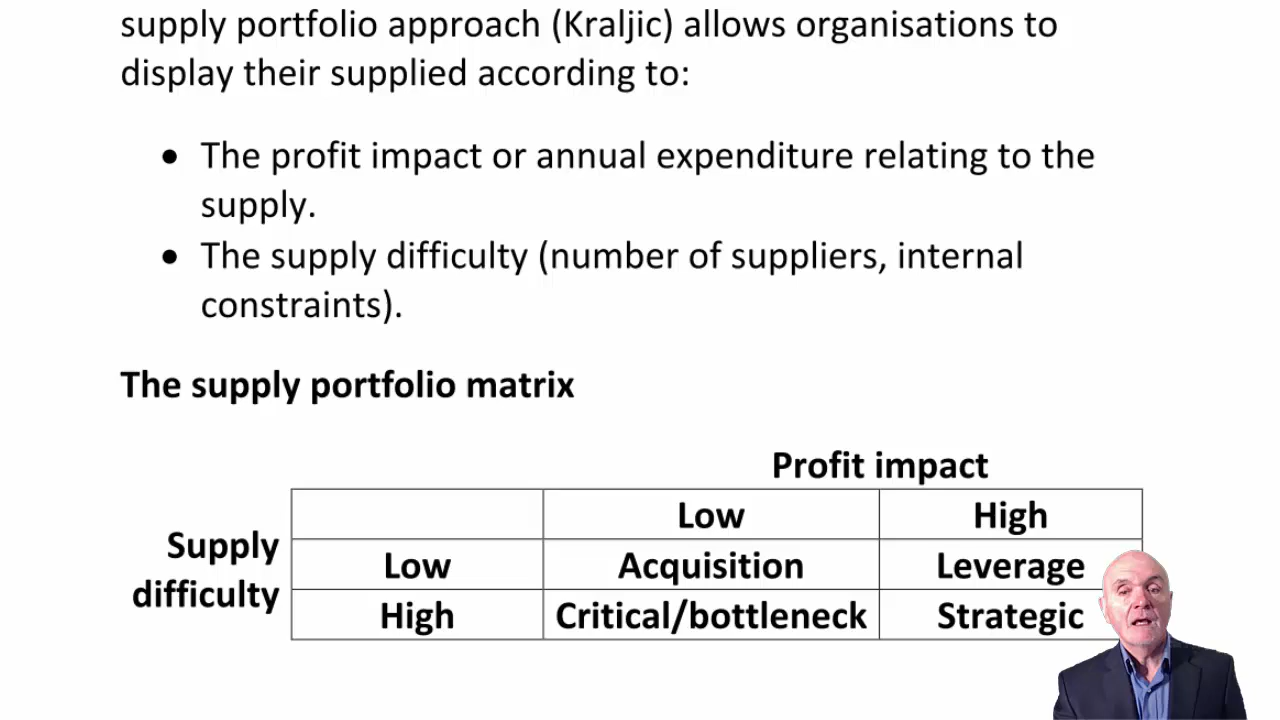 supply portfolio approach (Kraljic) allows organisations to
display their supplied according to:
• The profit impact or annual expenditure relating to the
supply.
• The supply difficulty (number of suppliers, internal
constraints).
The supply portfolio matrix
Profit impact
Low High
Supply
difficulty
Low Acquisition Leverage
High Critical/bottleneck Strategic